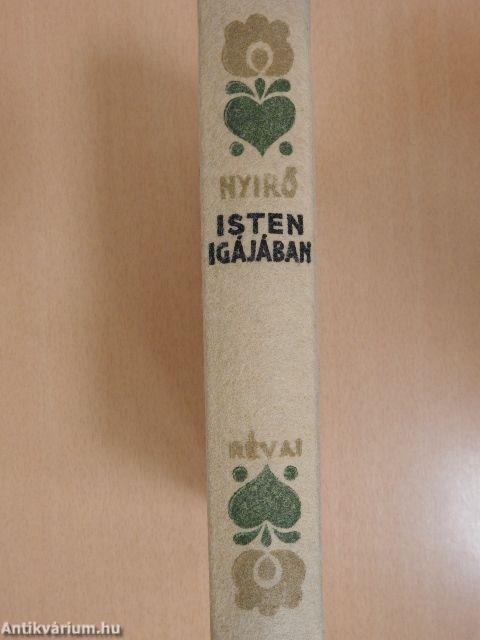 NYIRŐ
ISTEN
IGÁJÁBAN
RÉVAI
Antikvárium.hu